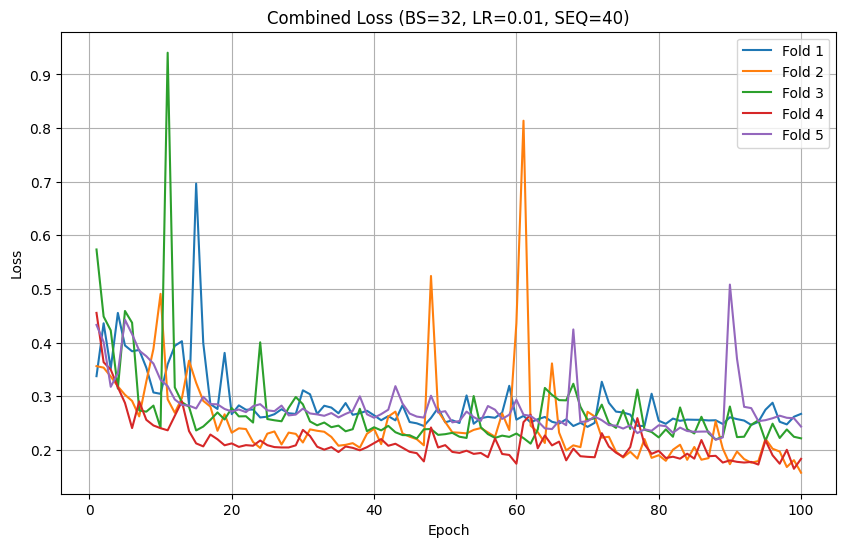 Combined Loss (BS=32, LR=0.01, SEQ=40)
Fold 1
Fold 2
Fold 3
Fold 4
Fold 5
Loss
0.9
0.8
0.7
0.6
0.5
0.4
0.3
0.2
0 20 40 60 80 100
Epoch